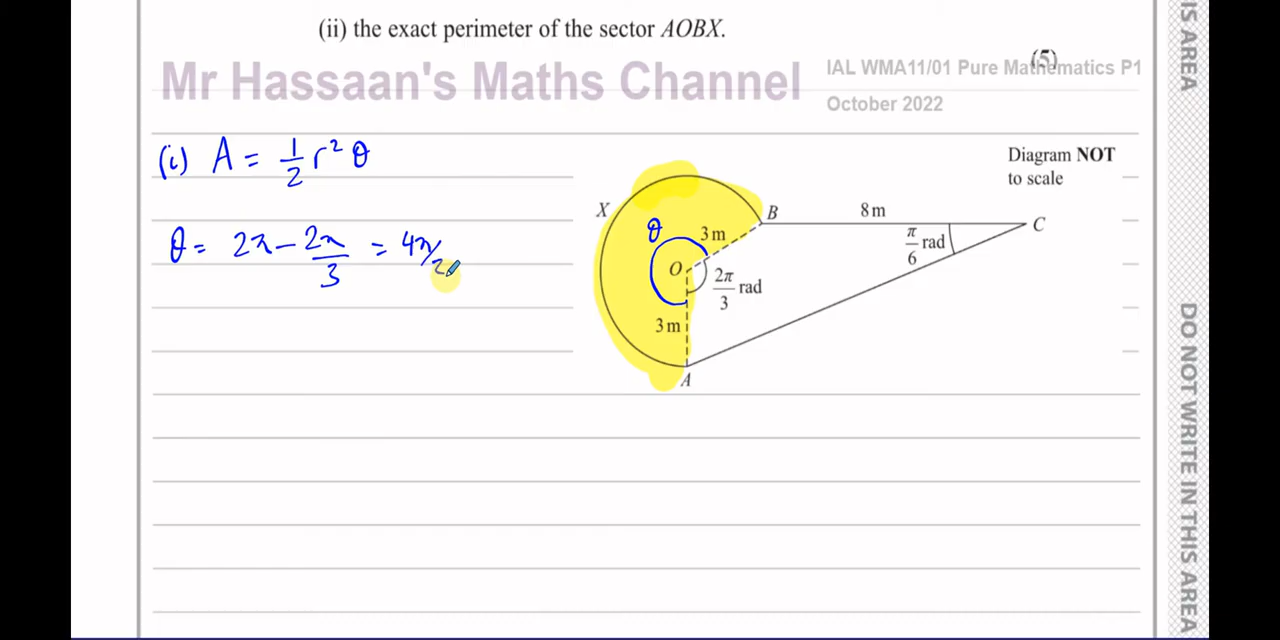 (ii) the exact perimeter of the sector AOBX.
(5)
Mr Hassaan's Maths Channel
IAL WMA11/01 Pure Mathematics P1
October 2022
(i) A = 1/2 r² θ
Diagram NOT
to scale
θ = 2π - 2π/3 = 4π/
X
B
8 m
C
θ
3 m
π/6 rad
O
2π/3 rad
3 m
A
IS AREA
DO NOT WRITE IN THIS AREA